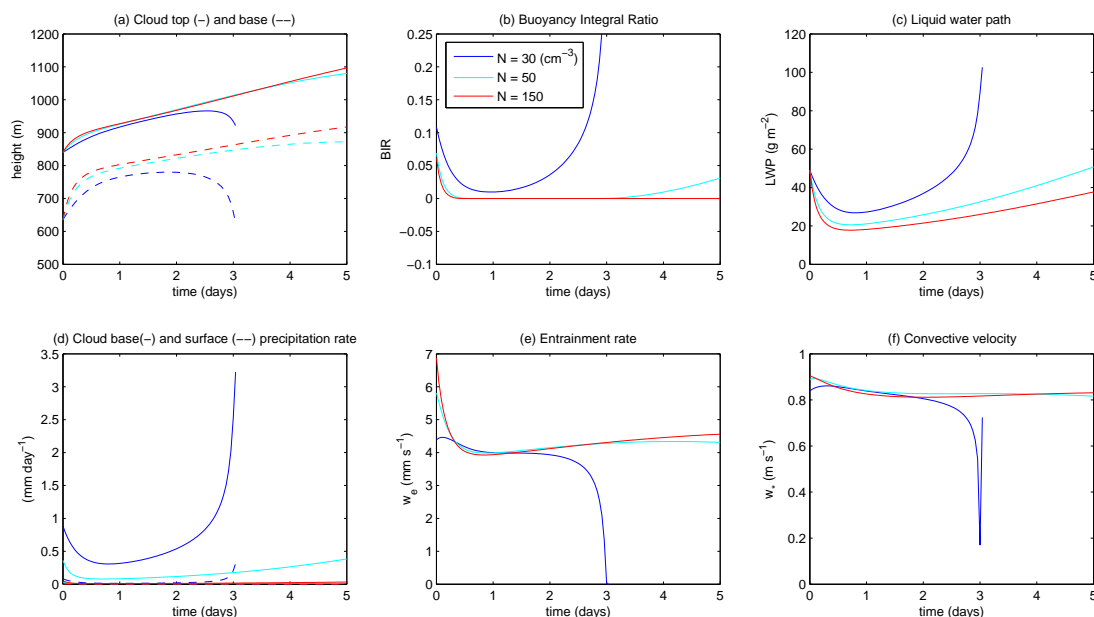 (a) Cloud top (−) and base (−−)
1200
1100
1000
900
800
700
600
500
height (m)
0 1 2 3 4 5
time (days)
(b) Buoyancy Integral Ratio
0.25
0.2
0.15
0.1
0.05
0
−0.05
−0.1
BIR
N = 30 (cm⁻³)
N = 50
N = 150
0 1 2 3 4 5
time (days)
(c) Liquid water path
120
100
80
60
40
20
0
LWP (g m⁻²)
0 1 2 3 4 5
time (days)
(d) Cloud base(−) and surface (−−) precipitation rate
3.5
3
2.5
2
1.5
1
0.5
0
(mm day⁻¹)
0 1 2 3 4 5
time (days)
(e) Entrainment rate
7
6
5
4
3
2
1
0
wₑ (mm s⁻¹)
0 1 2 3 4 5
time (days)
(f) Convective velocity
1
0.8
0.6
0.4
0.2
0
w* (m s⁻¹)
0 1 2 3 4 5
time (days)